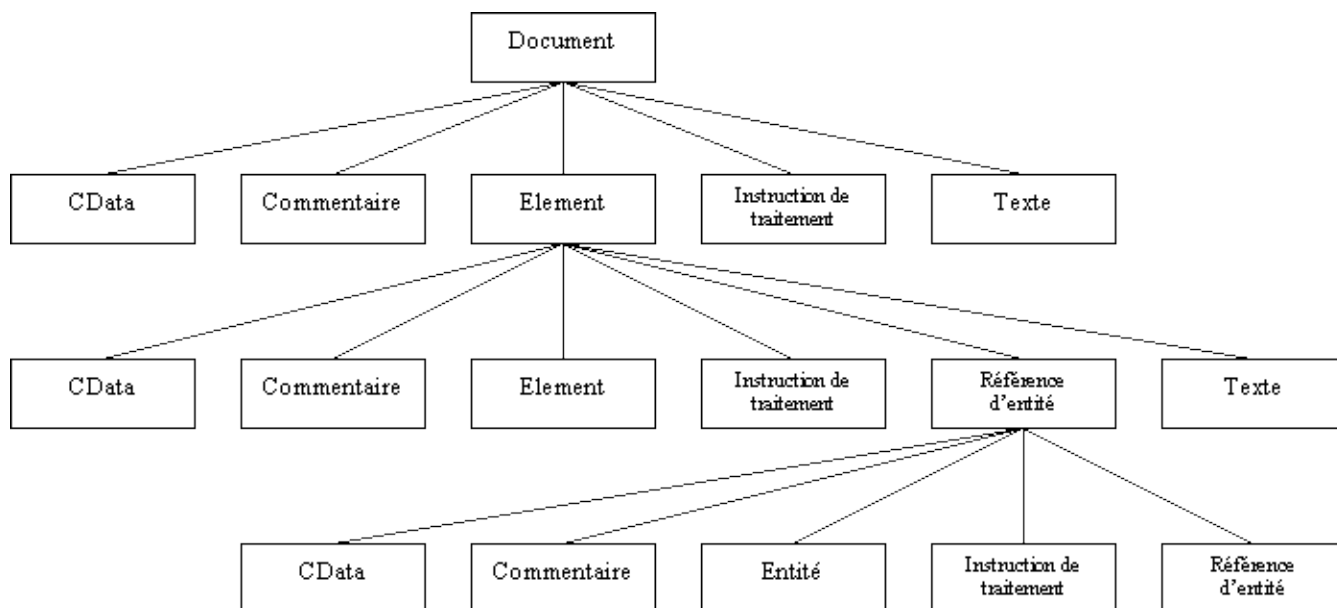 Document
CData
Commentaire
Element
Instruction de
traitement
Texte
CData
Commentaire
Element
Instruction de
traitement
Référence
d'entité
Texte
CData
Commentaire
Entité
Instruction de
traitement
Référence
d'entité